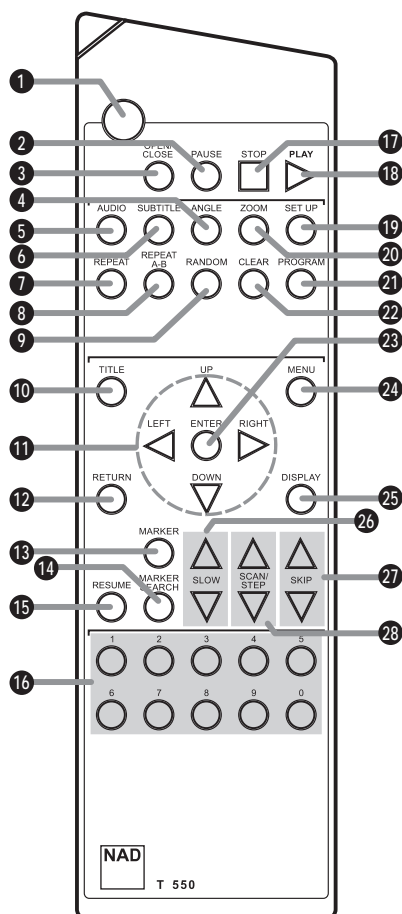 1
OPEN/
CLOSE PAUSE STOP PLAY
2 17
3 18
4
AUDIO SUBTITLE ANGLE ZOOM SET UP
5 19
6 20
REPEAT REPEAT
A-B RANDOM CLEAR PROGRAM
7 21
8 22
9 23
TITLE UP MENU
10 24
LEFT ENTER RIGHT
11
RETURN DOWN DISPLAY
12 25
26
MARKER
13
14
RESUME MARKER
SEARCH SLOW SCAN/
STEP SKIP
15 27
28
1 2 3 4 5
16
6 7 8 9 0
NAD
T 550